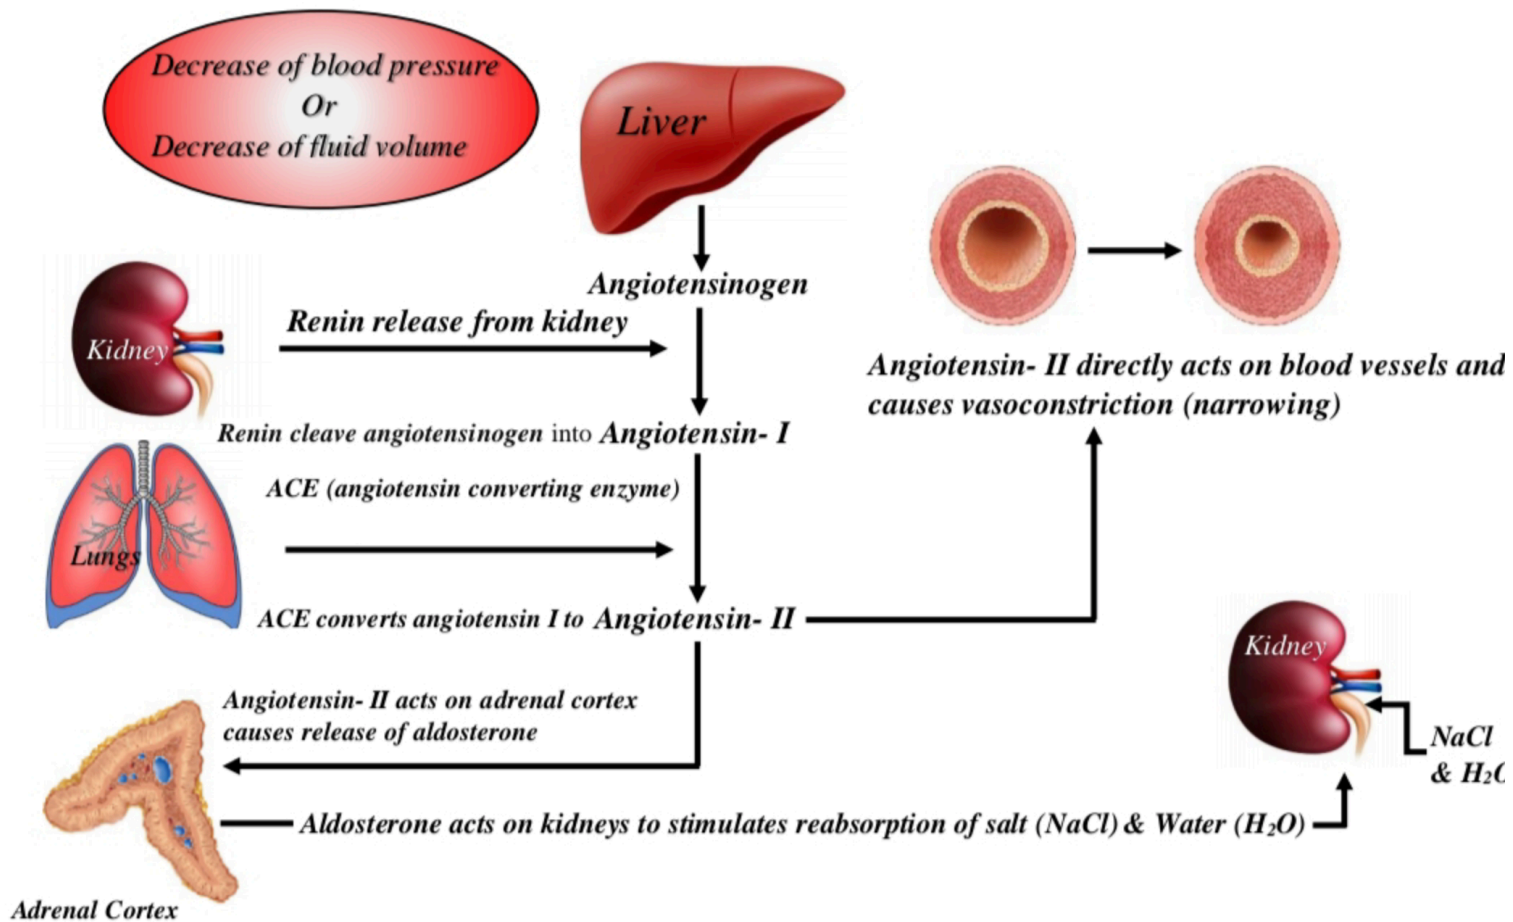 Decrease of blood pressure
Or
Decrease of fluid volume
Liver
Angiotensinogen
Kidney
Renin release from kidney
Angiotensin- II directly acts on blood vessels and
causes vasoconstriction (narrowing)
Renin cleave angiotensinogen into Angiotensin- I
ACE (angiotensin converting enzyme)
Lungs
ACE converts angiotensin I to Angiotensin- II
Kidney
Angiotensin- II acts on adrenal cortex
causes release of aldosterone
NaCl
& H₂O
Aldosterone acts on kidneys to stimulates reabsorption of salt (NaCl) & Water (H₂O)
Adrenal Cortex